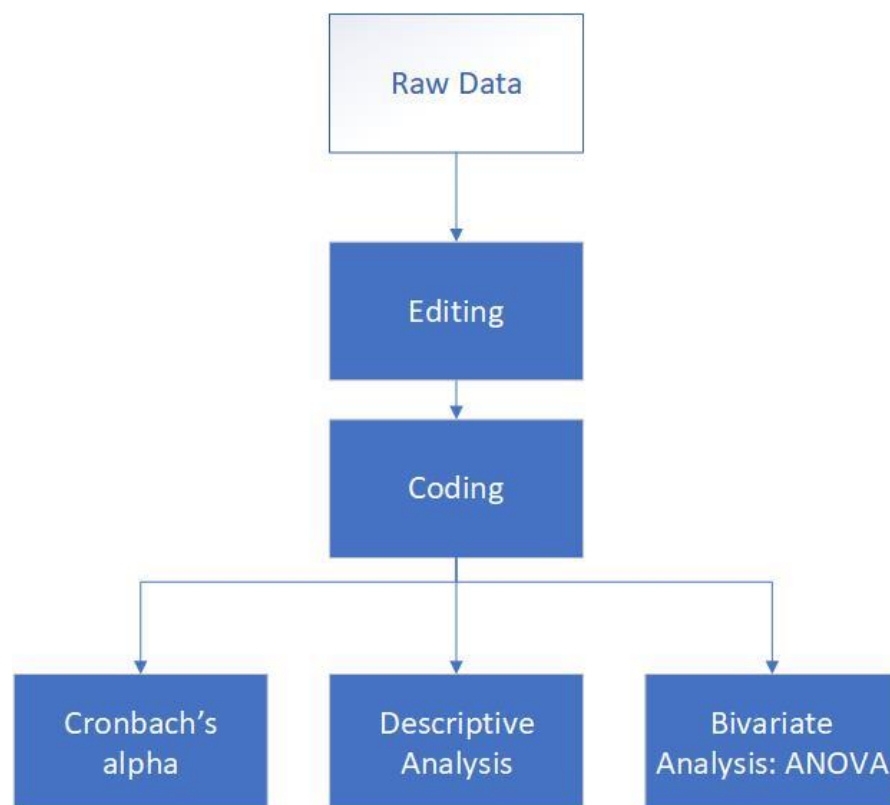 Raw Data
Editing
Coding
Cronbach’s
alpha
Descriptive
Analysis
Bivariate
Analysis: ANOVA